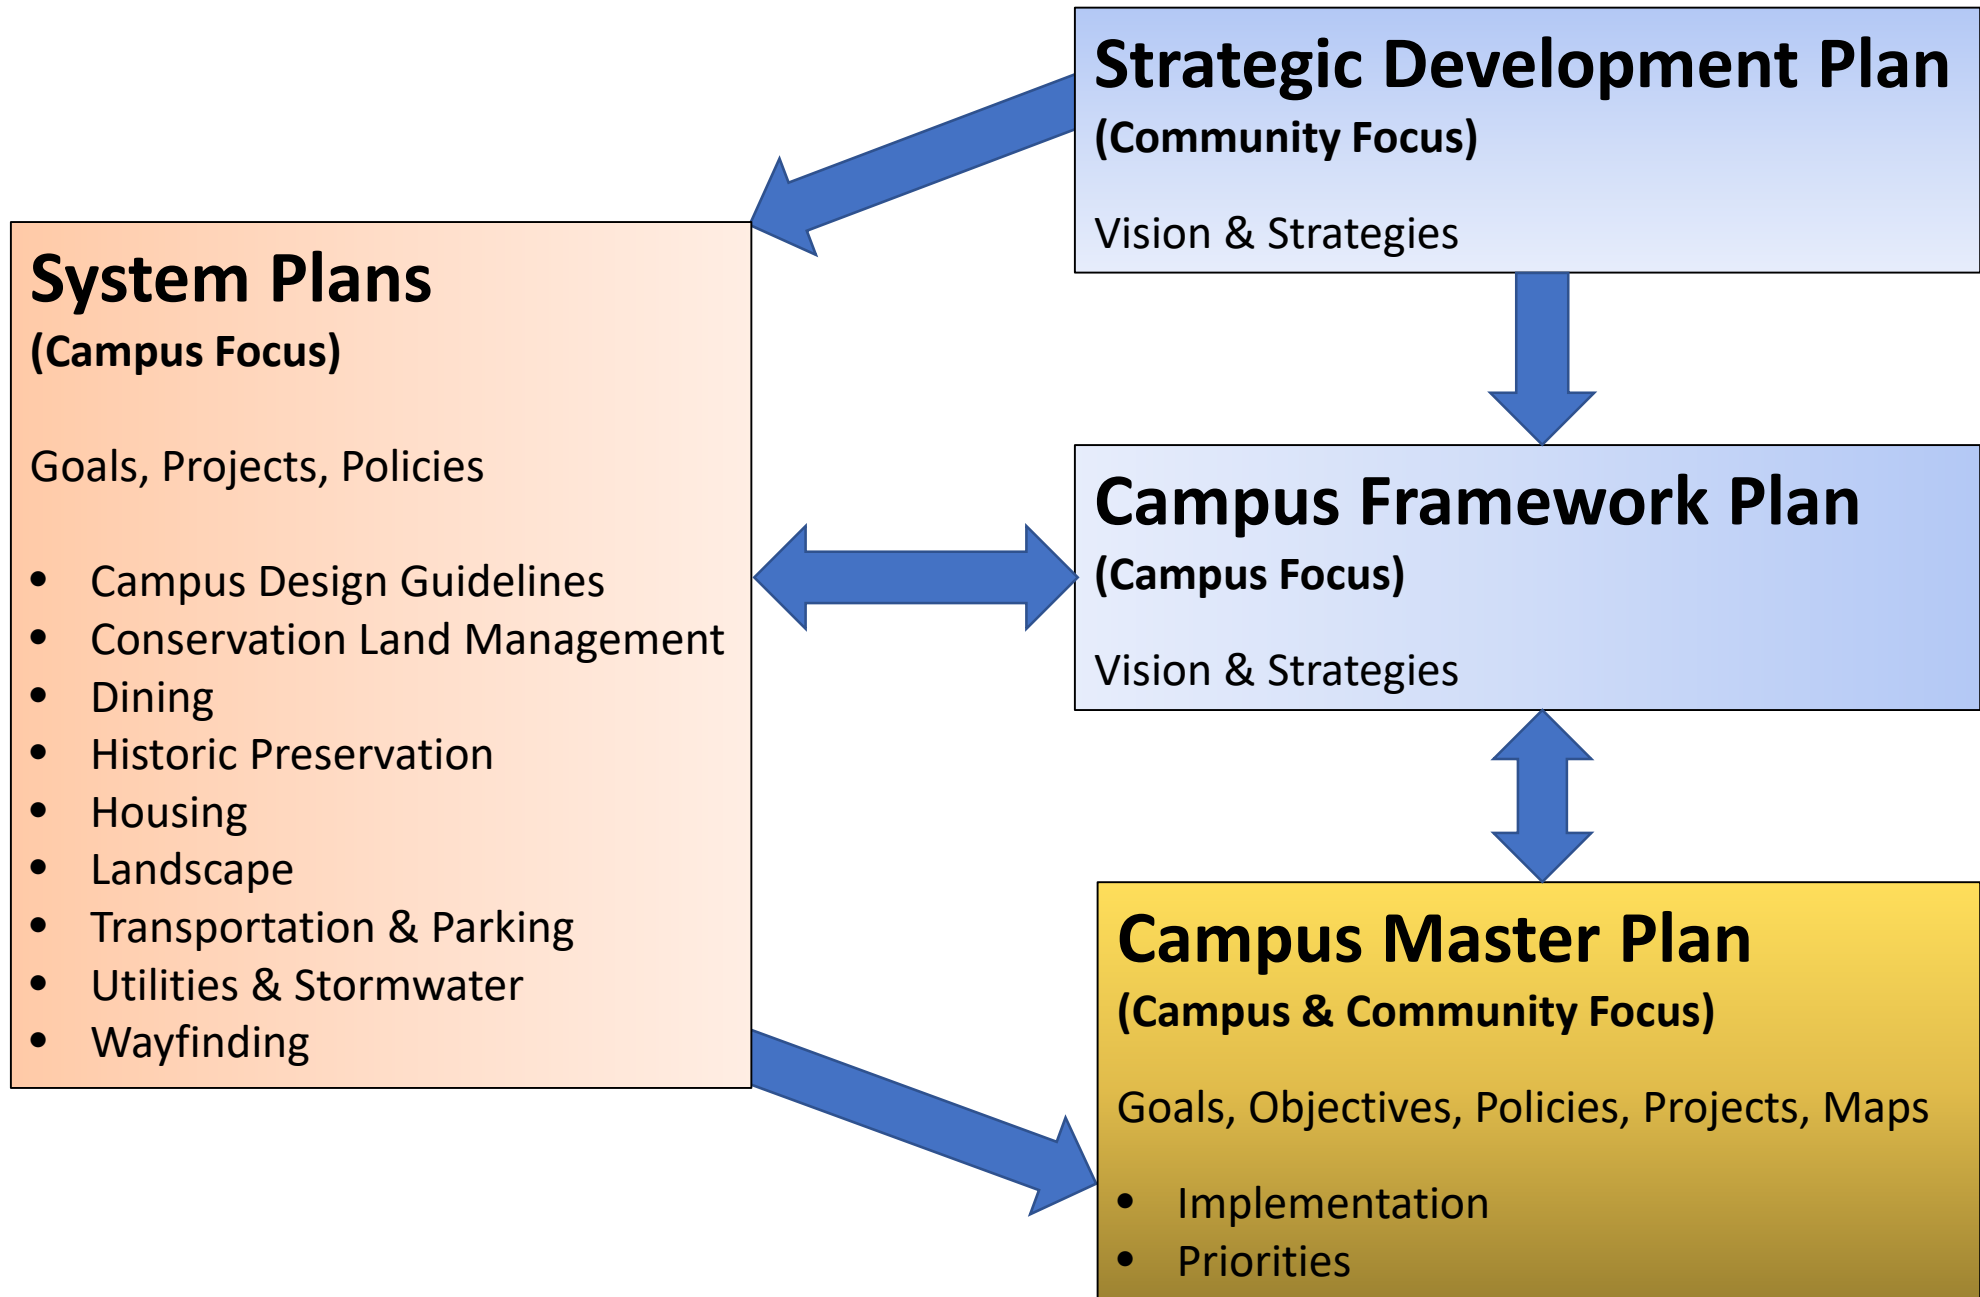 Strategic Development Plan
(Community Focus)
Vision & Strategies
System Plans
(Campus Focus)
Goals, Projects, Policies
• Campus Design Guidelines
• Conservation Land Management
• Dining
• Historic Preservation
• Housing
• Landscape
• Transportation & Parking
• Utilities & Stormwater
• Wayfinding
Campus Framework Plan
(Campus Focus)
Vision & Strategies
Campus Master Plan
(Campus & Community Focus)
Goals, Objectives, Policies, Projects, Maps
• Implementation
• Priorities